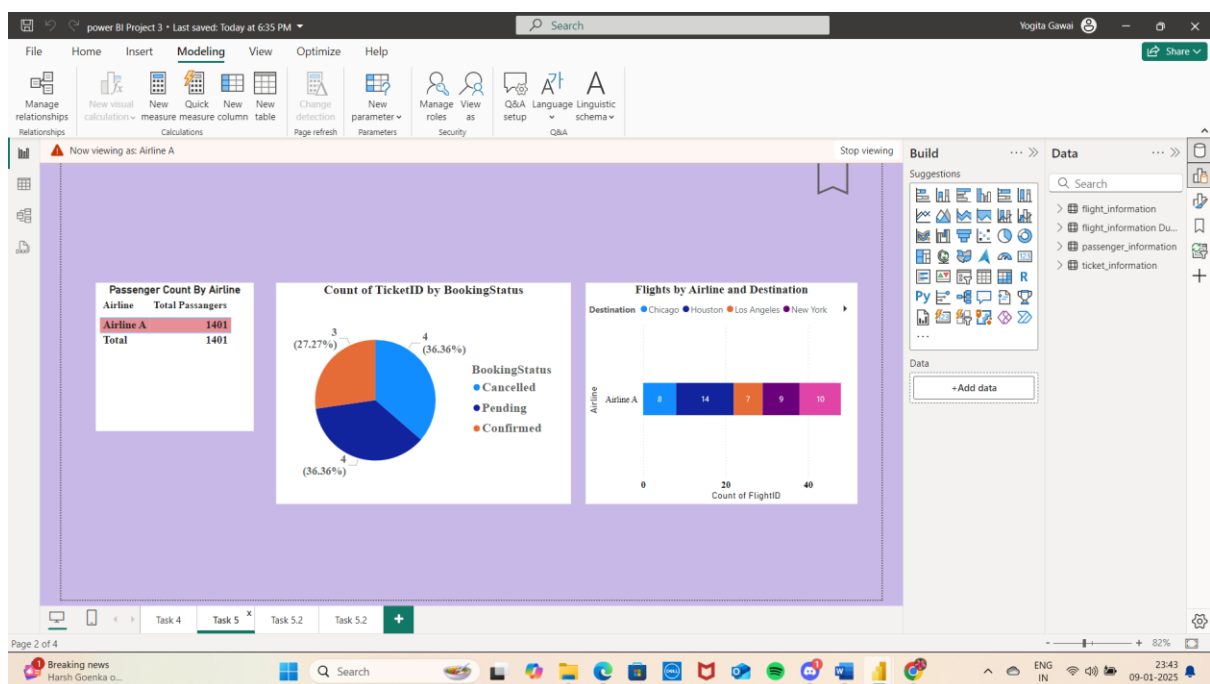 power BI Project 3 • Last saved: Today at 6:35 PM
Search
Yogita Gawai
File Home Insert Modeling View Optimize Help
Share
Manage relationships
New visual calculation
New measure
Quick measure
New column
New table
Change detection
New parameter
Manage roles
View as
Q&A setup
Language
Linguistic schema
Relationships
Calculations
Page refresh
Parameters
Security
Q&A
Now viewing as: Airline A
Stop viewing
Passenger Count By Airline
Airline Total Passangers
Airline A 1401
Total 1401
Count of TicketID by BookingStatus
3
(27.27%)
4
(36.36%)
4
(36.36%)
BookingStatus
Cancelled
Pending
Confirmed
Flights by Airline and Destination
Destination Chicago Houston Los Angeles New York
Airline
Airline A 8 14 7 9 10
0 20 40
Count of FlightID
Build
Suggestions
R
Py
123
...
Data
+Add data
Data
Search
flight_information
flight_information Du...
passenger_information
ticket_information
Task 4
Task 5
x
Task 5.2
Task 5.2
+
Page 2 of 4
- + 82%
1
Breaking news
Harsh Goenka o...
Search
ENG
IN
23:43
09-01-2025